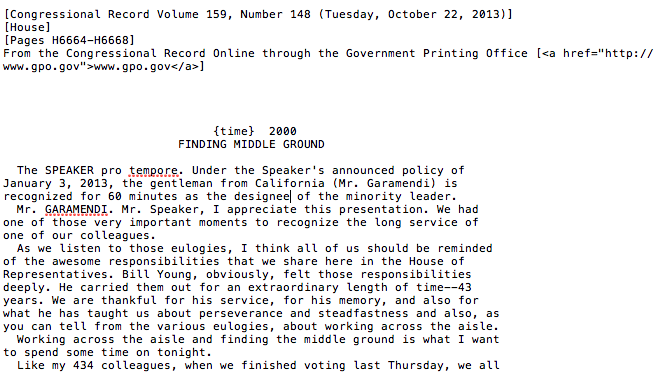 [Congressional Record Volume 159, Number 148 (Tuesday, October 22, 2013)]
[House]
[Pages H6664-H6668]
From the Congressional Record Online through the Government Printing Office [<a href="http://
www.gpo.gov">www.gpo.gov</a>]
{time}  2000
FINDING MIDDLE GROUND
The SPEAKER pro tempore. Under the Speaker's announced policy of
January 3, 2013, the gentleman from California (Mr. Garamendi) is
recognized for 60 minutes as the designee of the minority leader.
Mr. GARAMENDI. Mr. Speaker, I appreciate this presentation. We had
one of those very important moments to recognize the long service of
one of our colleagues.
As we listen to those eulogies, I think all of us should be reminded
of the awesome responsibilities that we share here in the House of
Representatives. Bill Young, obviously, felt those responsibilities
deeply. He carried them out for an extraordinary length of time--43
years. We are thankful for his service, for his memory, and also for
what he has taught us about perseverance and steadfastness and also, as
you can tell from the various eulogies, about working across the aisle.
Working across the aisle and finding the middle ground is what I want
to spend some time on tonight.
Like my 434 colleagues, when we finished voting last Thursday, we all